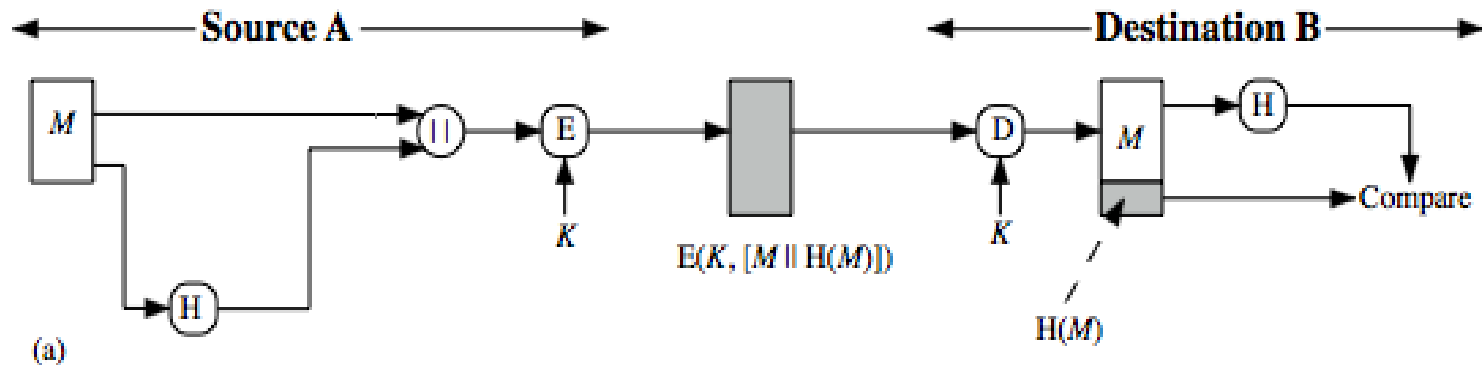 Source A
Destination B
M
||
E
D
M
H
K
K
Compare
E(K, [M || H(M)])
H
H(M)
(a)